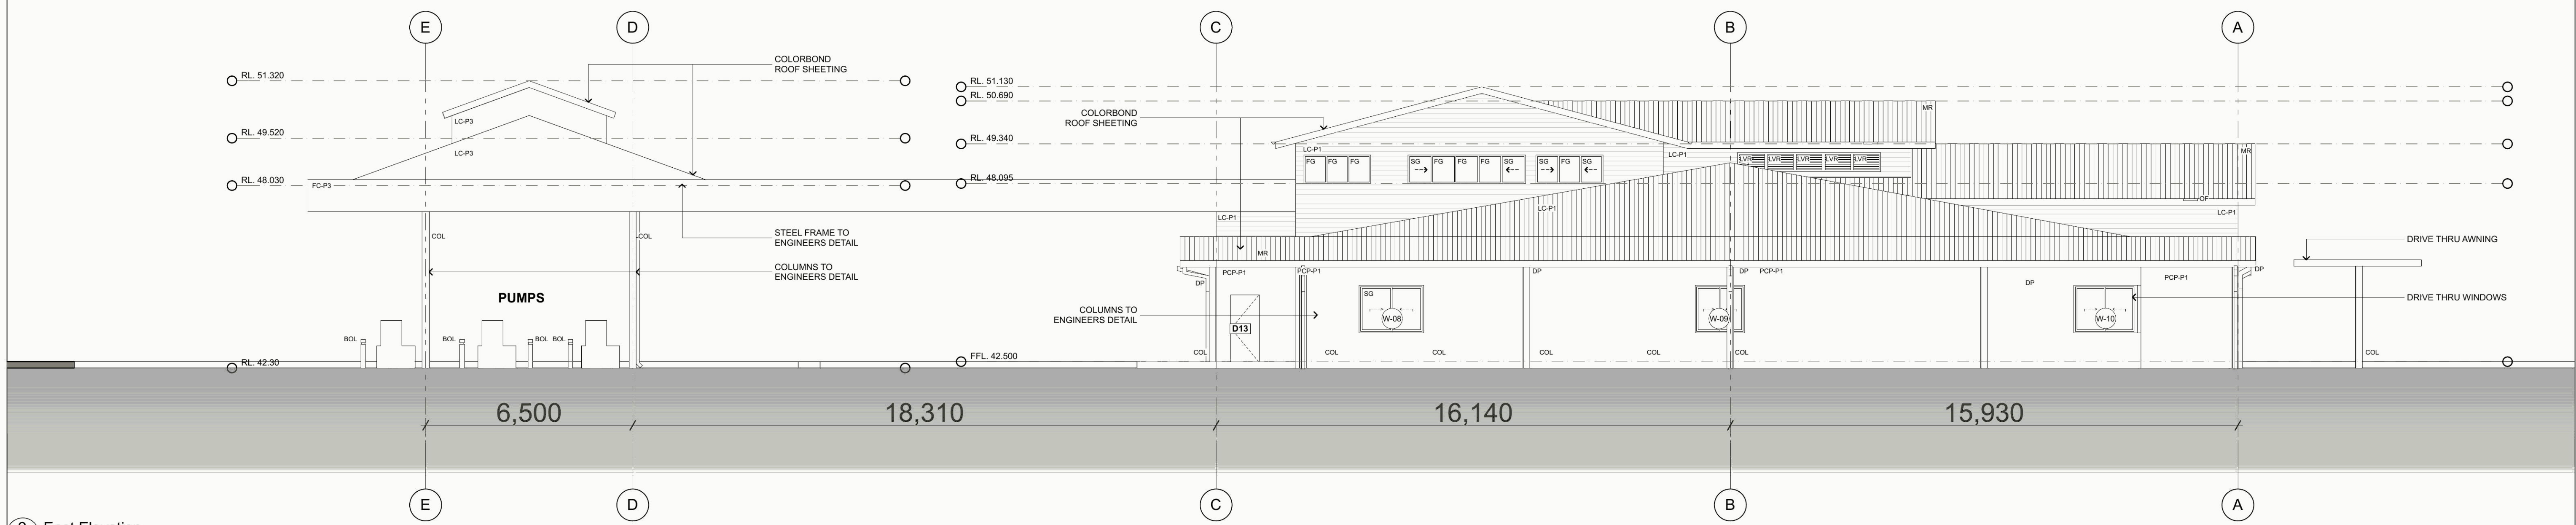 E
D
C
B
A
COLORBOND
ROOF SHEETING
RL. 51.320
RL. 49.520
RL. 48.030
RL. 42.30
LC-P3
LC-P3
FC-P3
COL
COL
STEEL FRAME TO
ENGINEERS DETAIL
COLUMNS TO
ENGINEERS DETAIL
PUMPS
BOL
BOL
BOL
BOL
RL. 51.130
RL. 50.690
RL. 49.340
RL. 48.095
FFL. 42.500
COLORBOND
ROOF SHEETING
MR
MR
LC-P1
LC-P1
FG
FG
FG
SG
FG
FG
FG
SG
SG
FG
SG
LVR
LVR
LVR
LVR
LVR
LC-P1
LC-P1
OF
LC-P1
MR
PCP-P1
PCP-P1
DP
DP
PCP-P1
PCP-P1
DP
DP
DP
COLUMNS TO
ENGINEERS DETAIL
D13
SG
W-08
W-09
W-10
COL
COL
COL
COL
COL
COL
COL
DRIVE THRU AWNING
DRIVE THRU WINDOWS
6,500
18,310
16,140
15,930
E
D
C
B
A